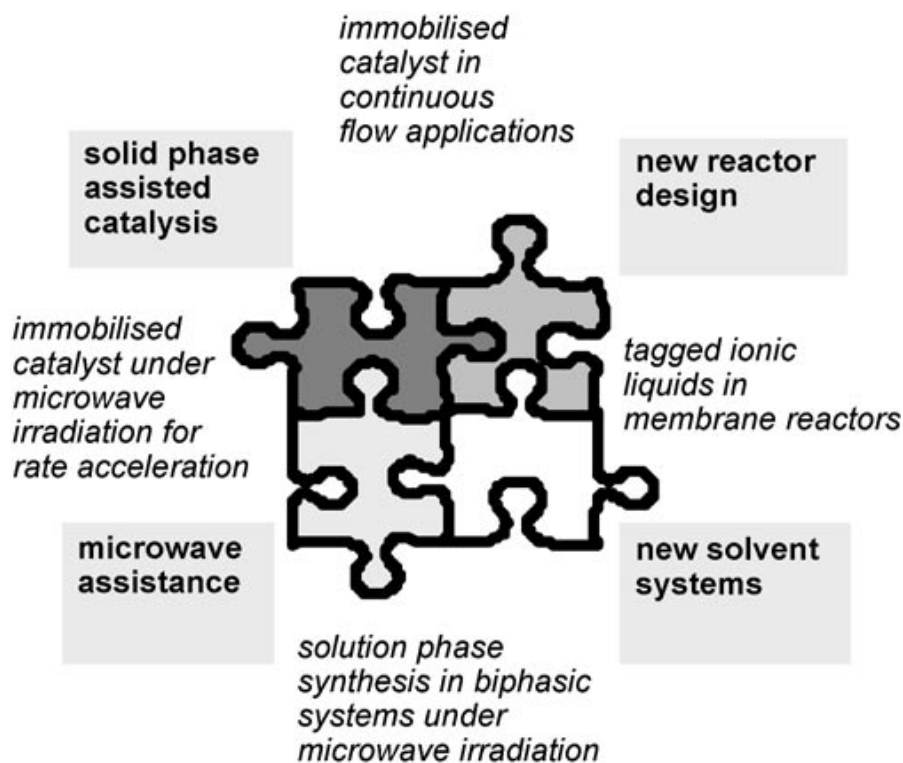 immobilised
catalyst in
continuous
flow applications
solid phase
assisted
catalysis
new reactor
design
immobilised
catalyst under
microwave
irradiation for
rate acceleration
tagged ionic
liquids in
membrane reactors
microwave
assistance
new solvent
systems
solution phase
synthesis in biphasic
systems under
microwave irradiation